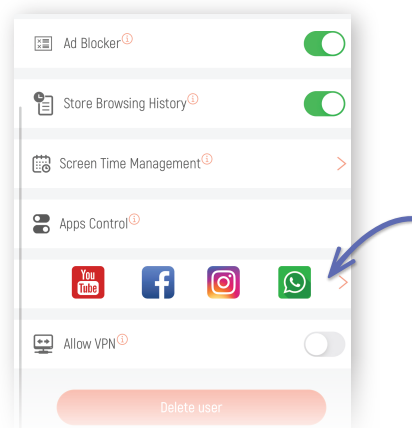 Ad Blocker
Store Browsing History
Screen Time Management
Apps Control
You
Tube
Allow VPN
Delete user